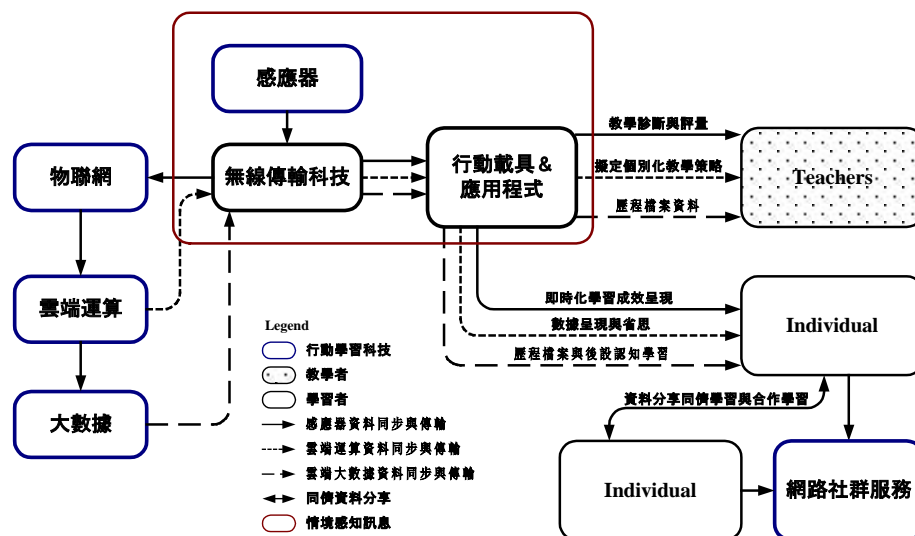 感應器
物聯網
無線傳輸科技
行動載具&
應用程式
教學診斷與評量
擬定個別化教學策略
歷程檔案資料
Teachers
雲端運算
大數據
即時化學習成效呈現
數據呈現與省思
歷程檔案與後設認知學習
Individual
資料分享同儕學習與合作學習
Individual
網路社群服務
Legend
行動學習科技
教學者
學習者
感應器資料同步與傳輸
雲端運算資料同步與傳輸
雲端大數據資料同步與傳輸
同儕資料分享
情境感知訊息